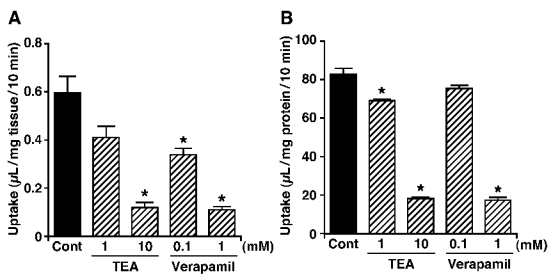 A
Uptake (µL/mg tissue/10 min)
0.8
0.6
0.4
0.2
0
*
*
*
Cont 1 10 0.1 1 (mM)
TEA Verapamil
B
Uptake (µL/mg protein/10 min)
100
80
60
40
20
0
*
*
*
Cont 1 10 0.1 1 (mM)
TEA Verapamil